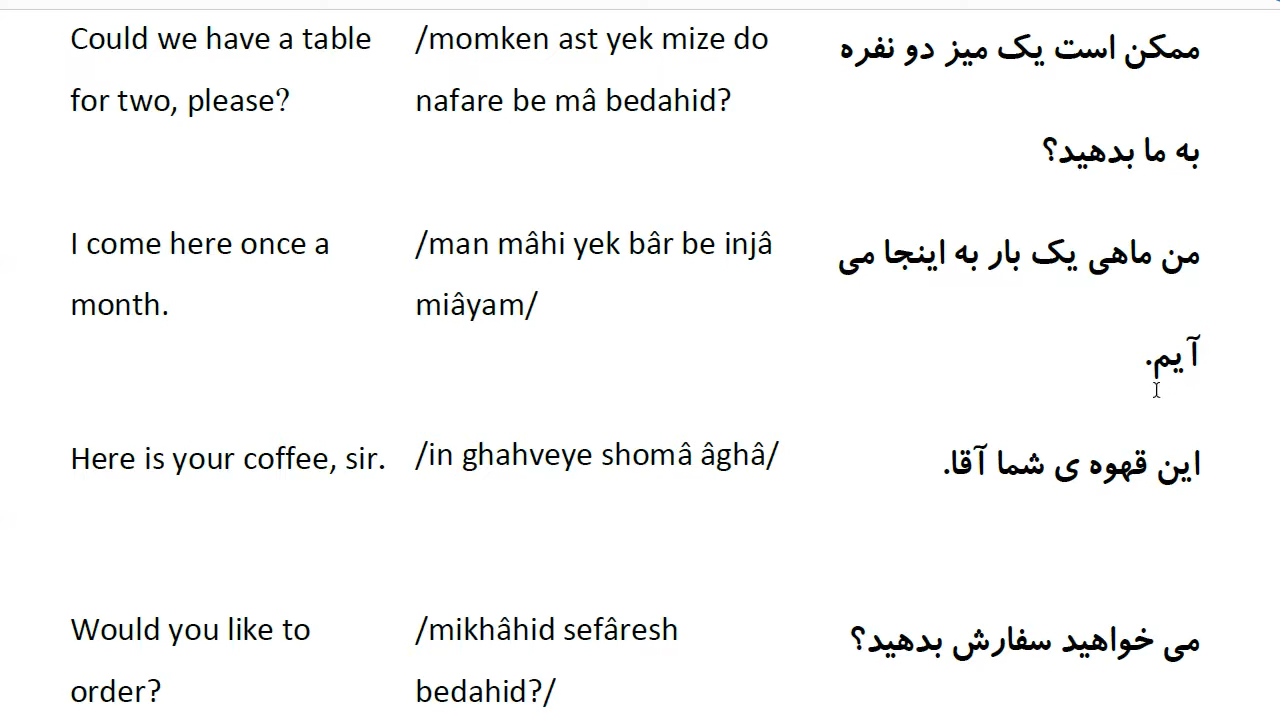 Could we have a table
for two, please?
/momken ast yek mize do
nafare be mâ bedahid?
ممکن است یک میز دو نفره
به ما بدهید؟
I come here once a
month.
/man mâhi yek bâr be injâ
miâyam/
من ماهی یک بار به اینجا می
آیم.
Here is your coffee, sir.
/in ghahveye shomâ âghâ/
این قهوه ی شما آقا.
Would you like to
order?
/mikhâhid sefâresh
bedahid?/
می خواهید سفارش بدهید؟